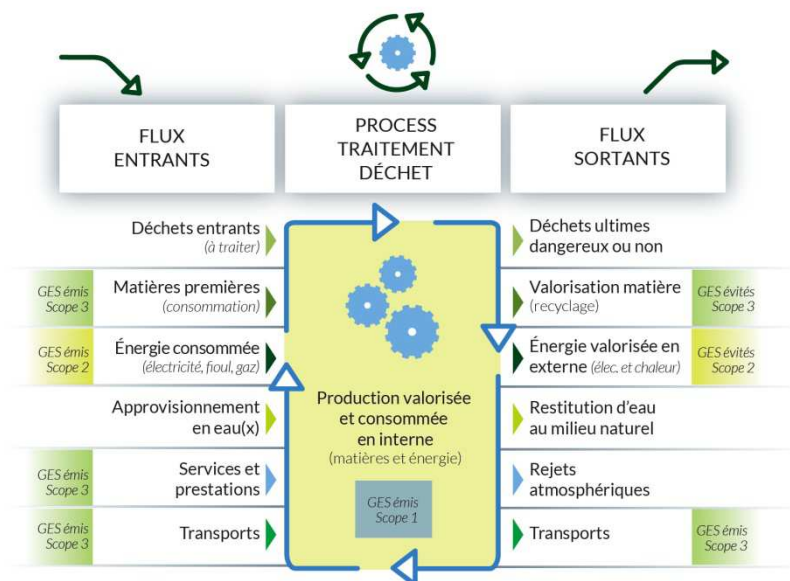 FLUX
ENTRANTS
PROCESS
TRAITEMENT
DÉCHET
FLUX
SORTANTS
Déchets entrants
(à traiter)
GES émis
Scope 3
Matières premières
(consommation)
GES émis
Scope 2
Énergie consommée
(électricité, fioul, gaz)
Approvisionnement
en eau(x)
GES émis
Scope 3
Services et
prestations
GES émis
Scope 3
Transports
Production valorisée
et consommée
en interne
(matières et énergie)
GES émis
Scope 1
Déchets ultimes
dangereux ou non
Valorisation matière
(recyclage)
GES évités
Scope 3
Énergie valorisée en
externe (élec. et chaleur)
GES évités
Scope 2
Restitution d'eau
au milieu naturel
Rejets
atmosphériques
Transports
GES émis
Scope 3